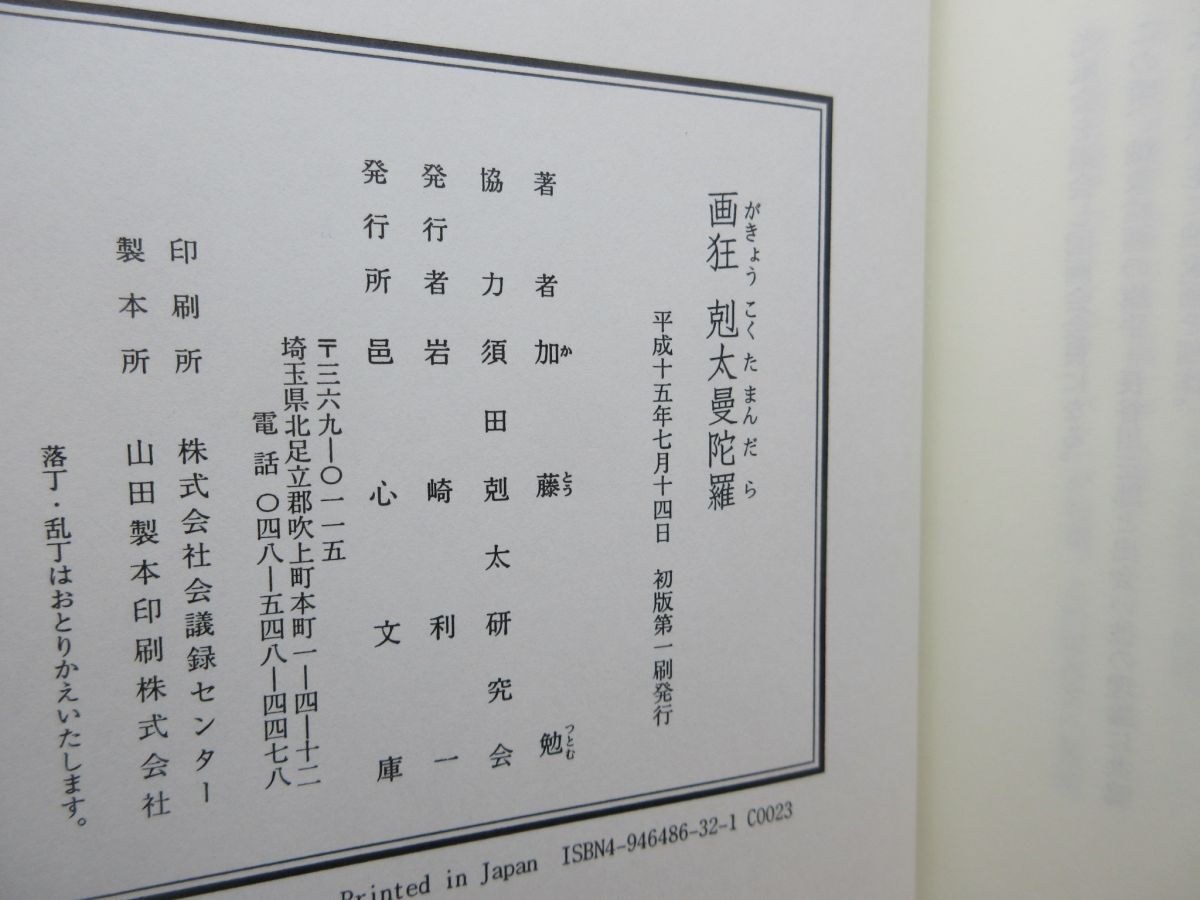 画狂 剋太曼陀羅
がきょう こくたまんだら
平成十五年七月十四日 初版第一刷発行
著者 加藤 勉
か とう つとむ
協力 須田剋太研究会
発行者 岩崎利一
発行所 邑心文庫
〒三六九―〇一一五
埼玉県北足立郡吹上町本町一―四―十二
電話 〇四八―五四八―四四七八
印刷所 株式会社会議録センター
製本所 山田製本印刷株式会社
落丁・乱丁はおとりかえいたします。
Printed in Japan ISBN4-946486-32-1 C0023